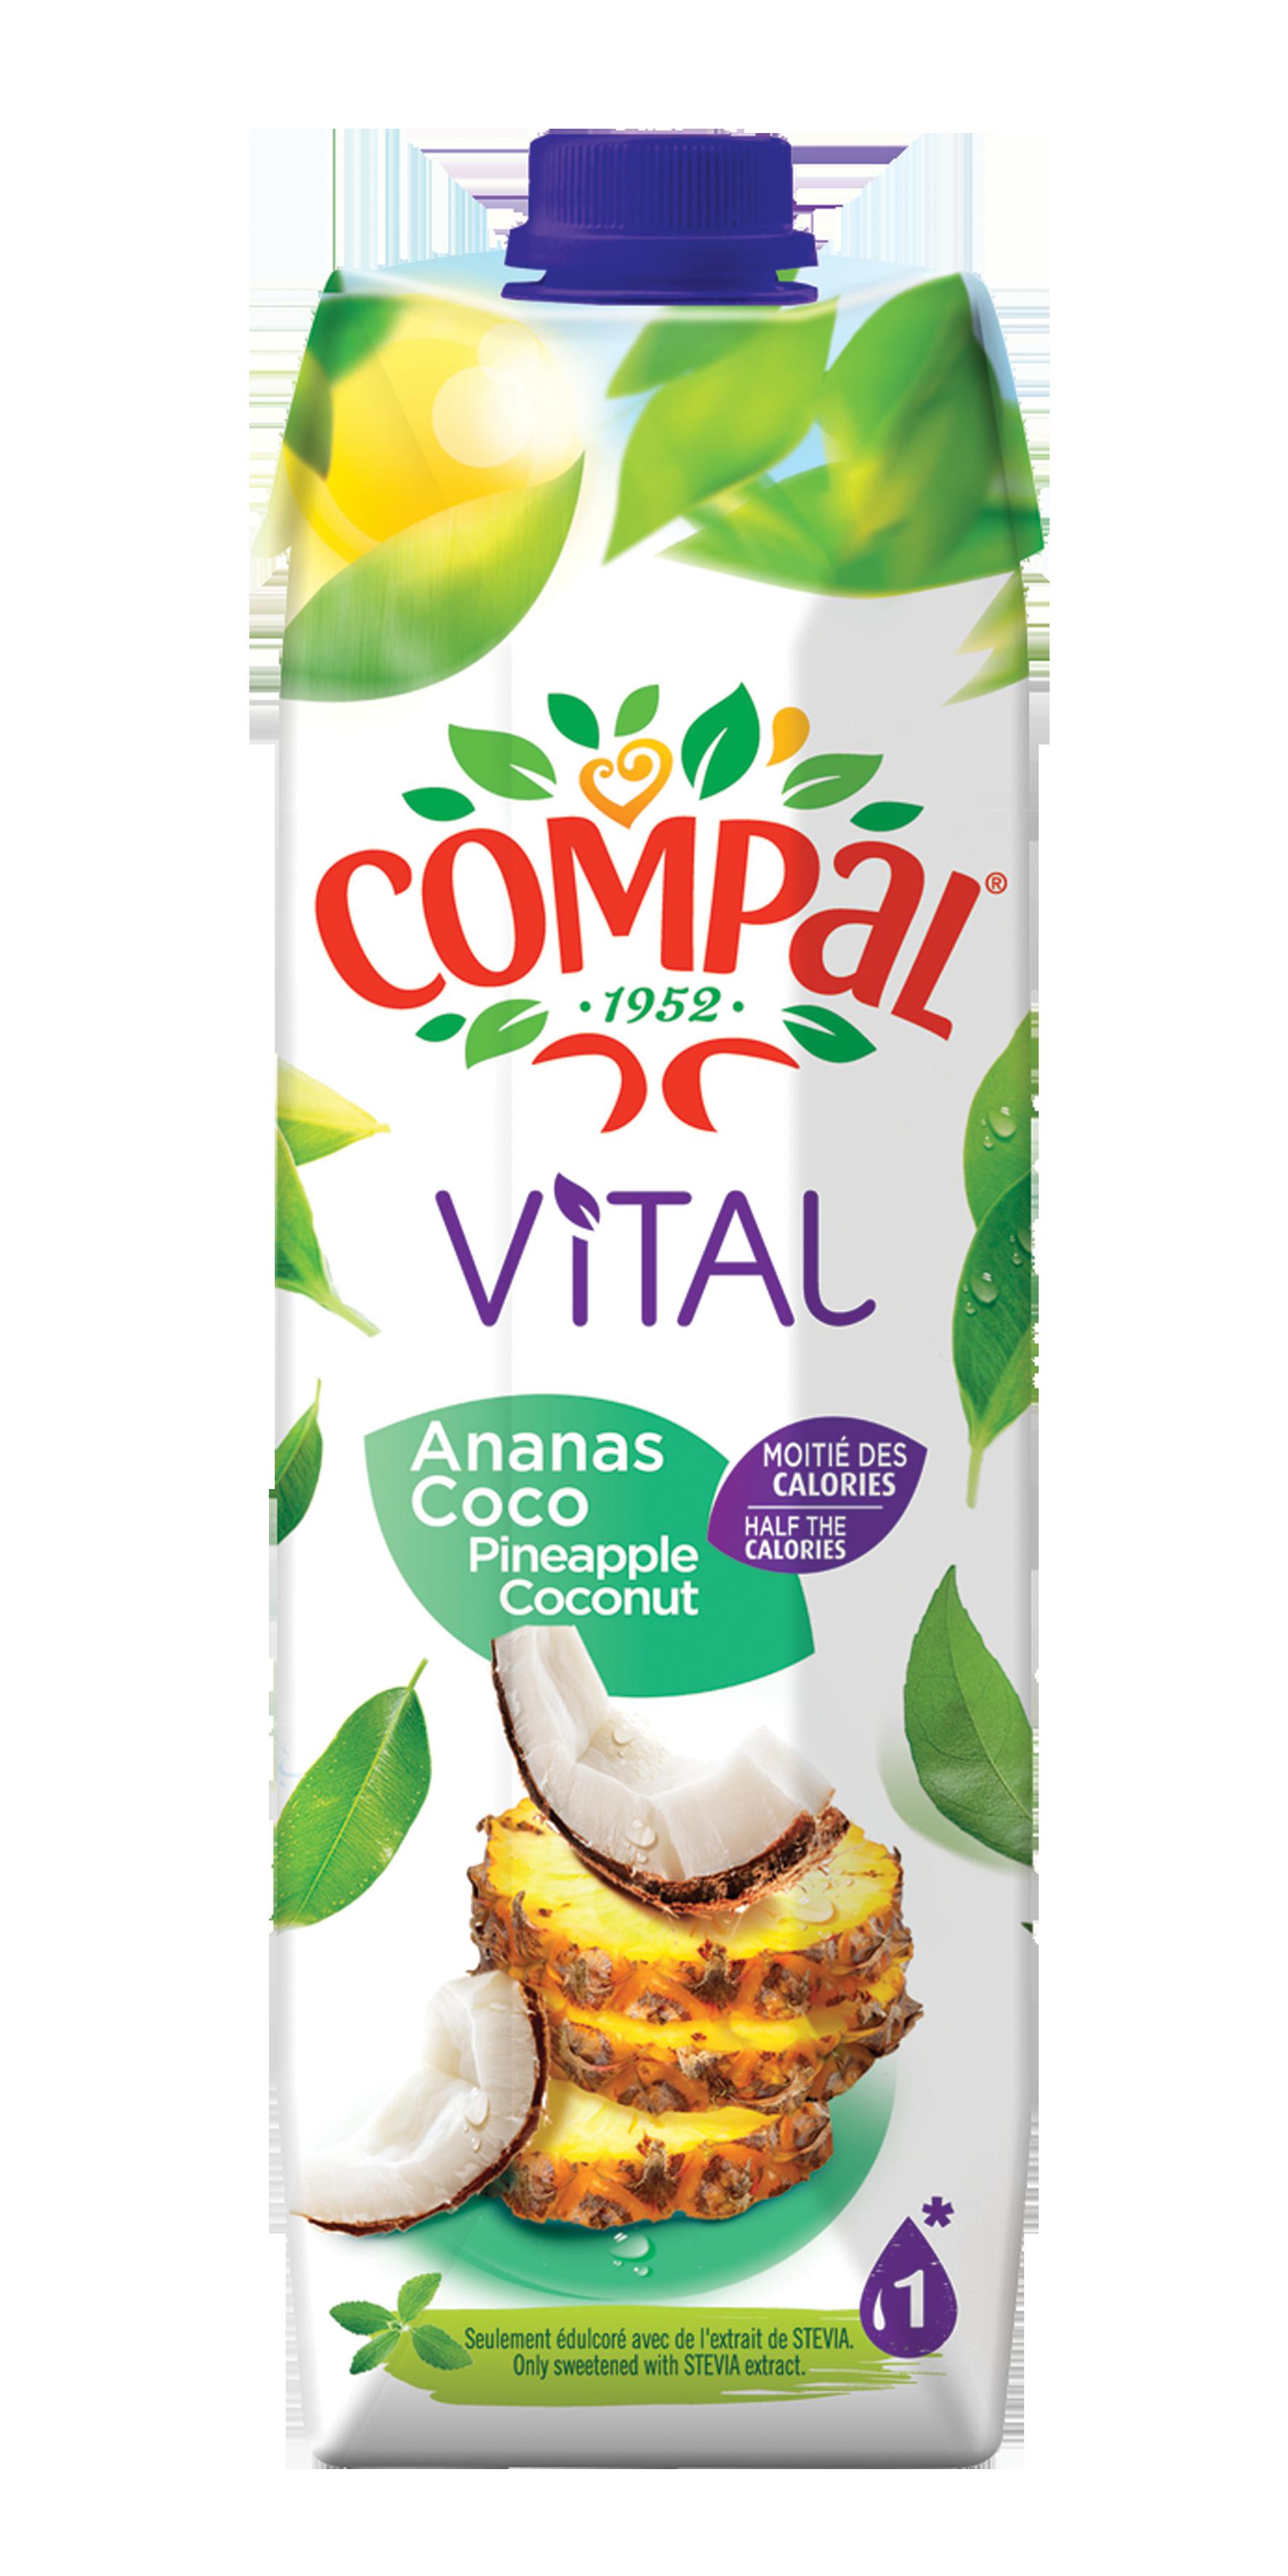 COMPAL®
·1952·
ViTAL
Ananas
Coco
Pineapple
Coconut
MOITIÉ DES
CALORIES
HALF THE
CALORIES
*
1
Seulement édulcoré avec de l'extrait de STEVIA.
Only sweetened with STEVIA extract.